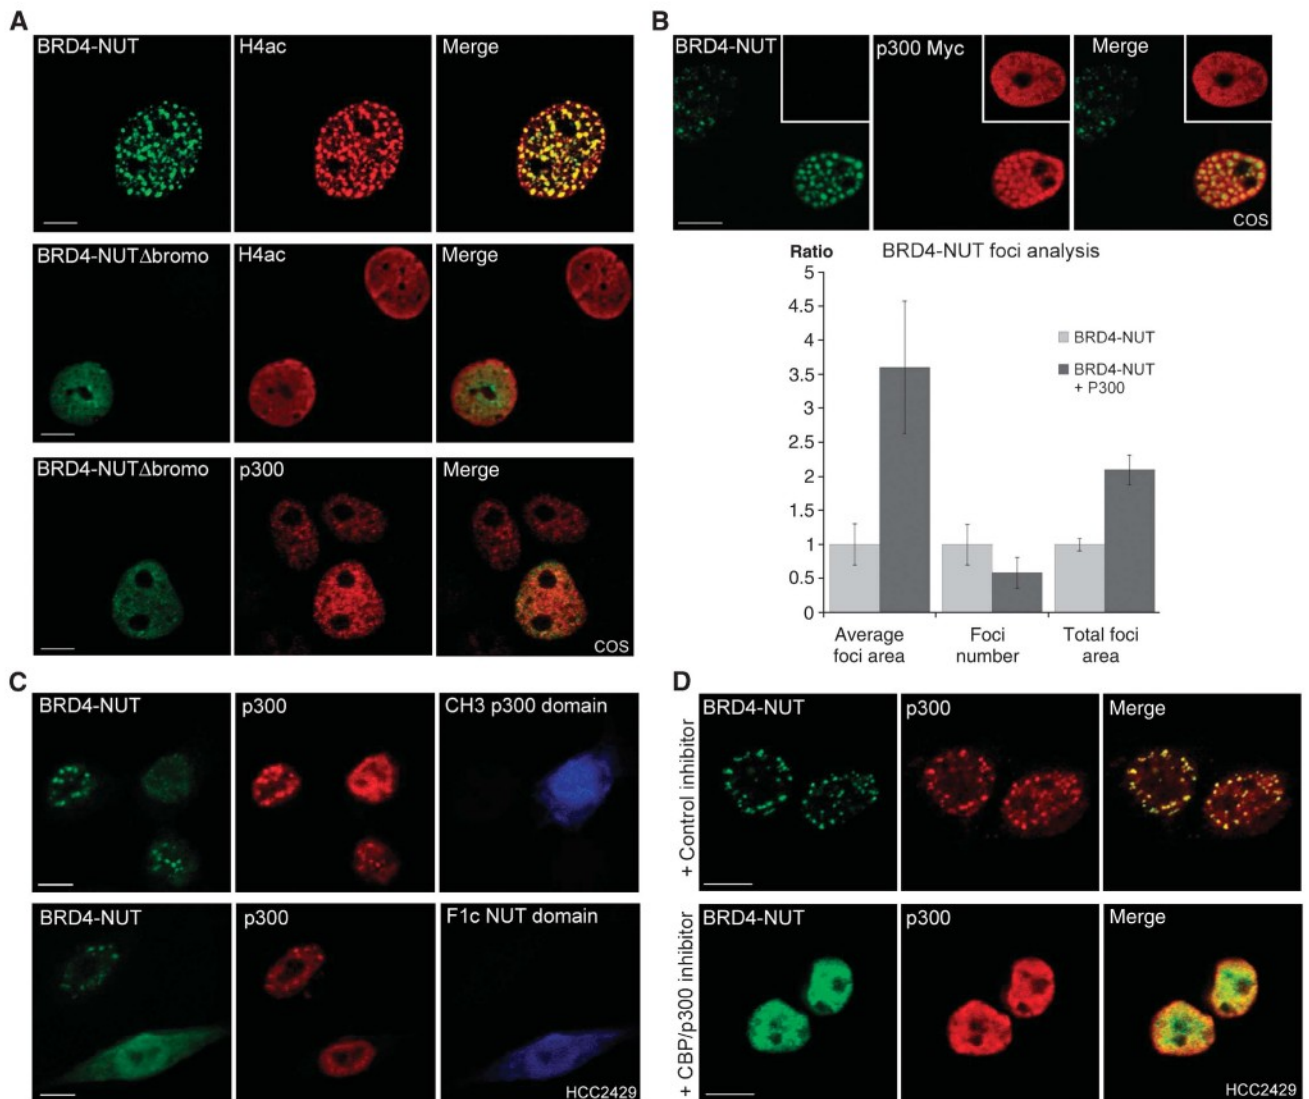 A
BRD4-NUT
H4ac
Merge
BRD4-NUTΔbromo
H4ac
Merge
BRD4-NUTΔbromo
p300
Merge
COS
B
BRD4-NUT
p300 Myc
Merge
COS
Ratio
BRD4-NUT foci analysis
5
4.5
4
3.5
3
2.5
2
1.5
1
0.5
0
BRD4-NUT
BRD4-NUT
+ P300
Average
foci area
Foci
number
Total foci
area
C
BRD4-NUT
p300
CH3 p300 domain
BRD4-NUT
p300
F1c NUT domain
HCC2429
D
+ Control inhibitor
BRD4-NUT
p300
Merge
+ CBP/p300 inhibitor
BRD4-NUT
p300
Merge
HCC2429